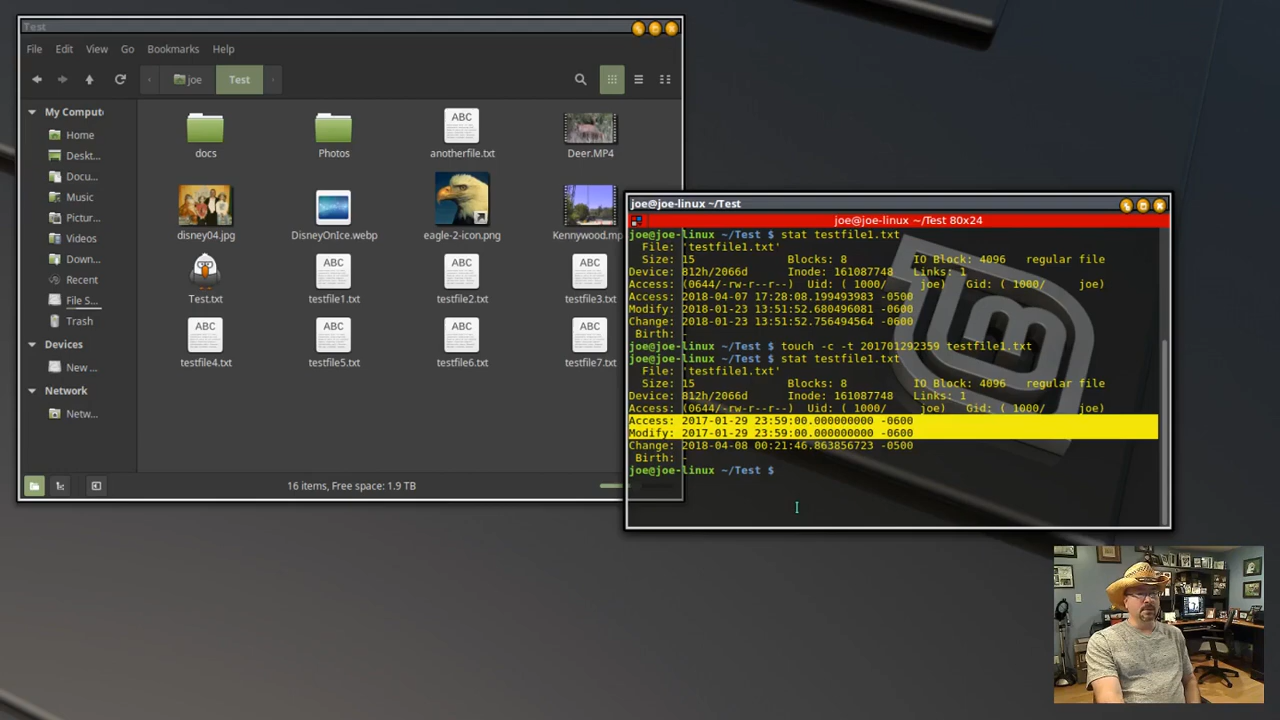 Test
File Edit View Go Bookmarks Help
joe Test
My Comput
Home
Deskt...
Docu...
Music
Pictur...
Videos
Down...
Recent
File S...
Trash
Devices
New ...
Network
Netw...
docs
Photos
ABC
anotherfile.txt
Deer.MP4
disney04.jpg
DisneyOnIce.webp
eagle-2-icon.png
Kennywood.mp
Test.txt
ABC
testfile1.txt
ABC
testfile2.txt
ABC
testfile3.txt
ABC
testfile4.txt
ABC
testfile5.txt
ABC
testfile6.txt
ABC
testfile7.txt
16 items, Free space: 1.9 TB
joe@joe-linux ~/Test
joe@joe-linux ~/Test 80x24
joe@joe-linux ~/Test $ stat testfile1.txt
File: 'testfile1.txt'
Size: 15 Blocks: 8 IO Block: 4096 regular file
Device: 812h/2066d Inode: 161087748 Links: 1
Access: (0644/-rw-r--r--) Uid: ( 1000/ joe) Gid: ( 1000/ joe)
Access: 2018-04-07 17:28:08.199493983 -0500
Modify: 2018-01-23 13:51:52.680496081 -0600
Change: 2018-01-23 13:51:52.756494564 -0600
Birth: -
joe@joe-linux ~/Test $ touch -c -t 201701292359 testfile1.txt
joe@joe-linux ~/Test $ stat testfile1.txt
File: 'testfile1.txt'
Size: 15 Blocks: 8 IO Block: 4096 regular file
Device: 812h/2066d Inode: 161087748 Links: 1
Access: (0644/-rw-r--r--) Uid: ( 1000/ joe) Gid: ( 1000/ joe)
Access: 2017-01-29 23:59:00.000000000 -0600
Modify: 2017-01-29 23:59:00.000000000 -0600
Change: 2018-04-08 00:21:46.863856723 -0500
Birth: -
joe@joe-linux ~/Test $